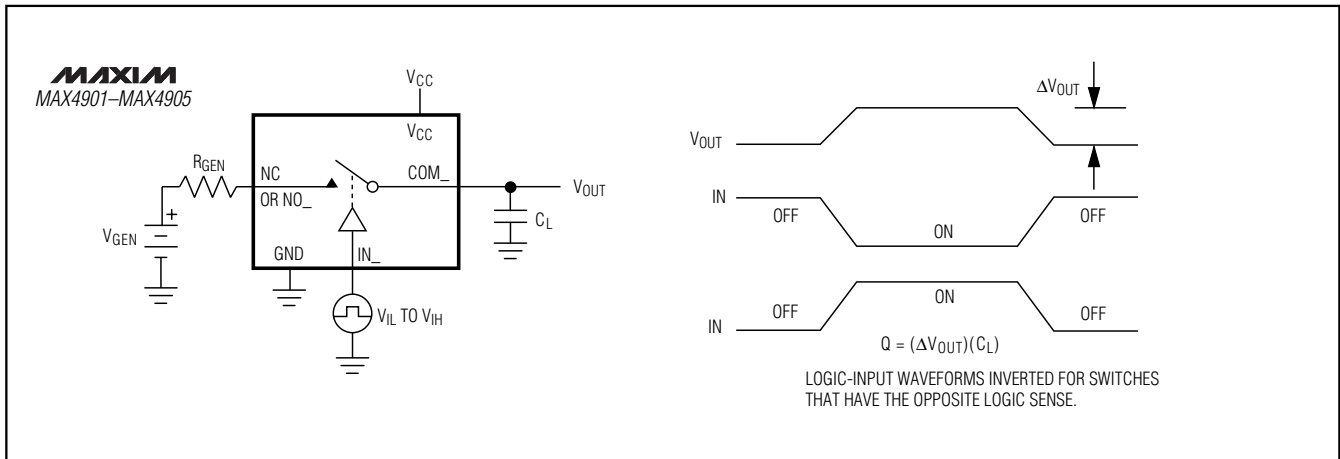 MAXIM
MAX4901–MAX4905
VCC
VCC
RGEN
NC
OR NO_
COM_
VOUT
CL
+
VGEN
GND
IN_
VIL TO VIH
ΔVOUT
VOUT
IN
OFF
ON
OFF
IN
OFF
ON
OFF
Q = (ΔVOUT)(CL)
LOGIC-INPUT WAVEFORMS INVERTED FOR SWITCHES
THAT HAVE THE OPPOSITE LOGIC SENSE.